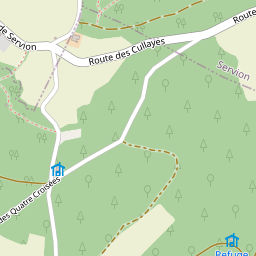 Route
de Servion
Route des Cullayes
Servion
des Quatre Croisées
Refuge